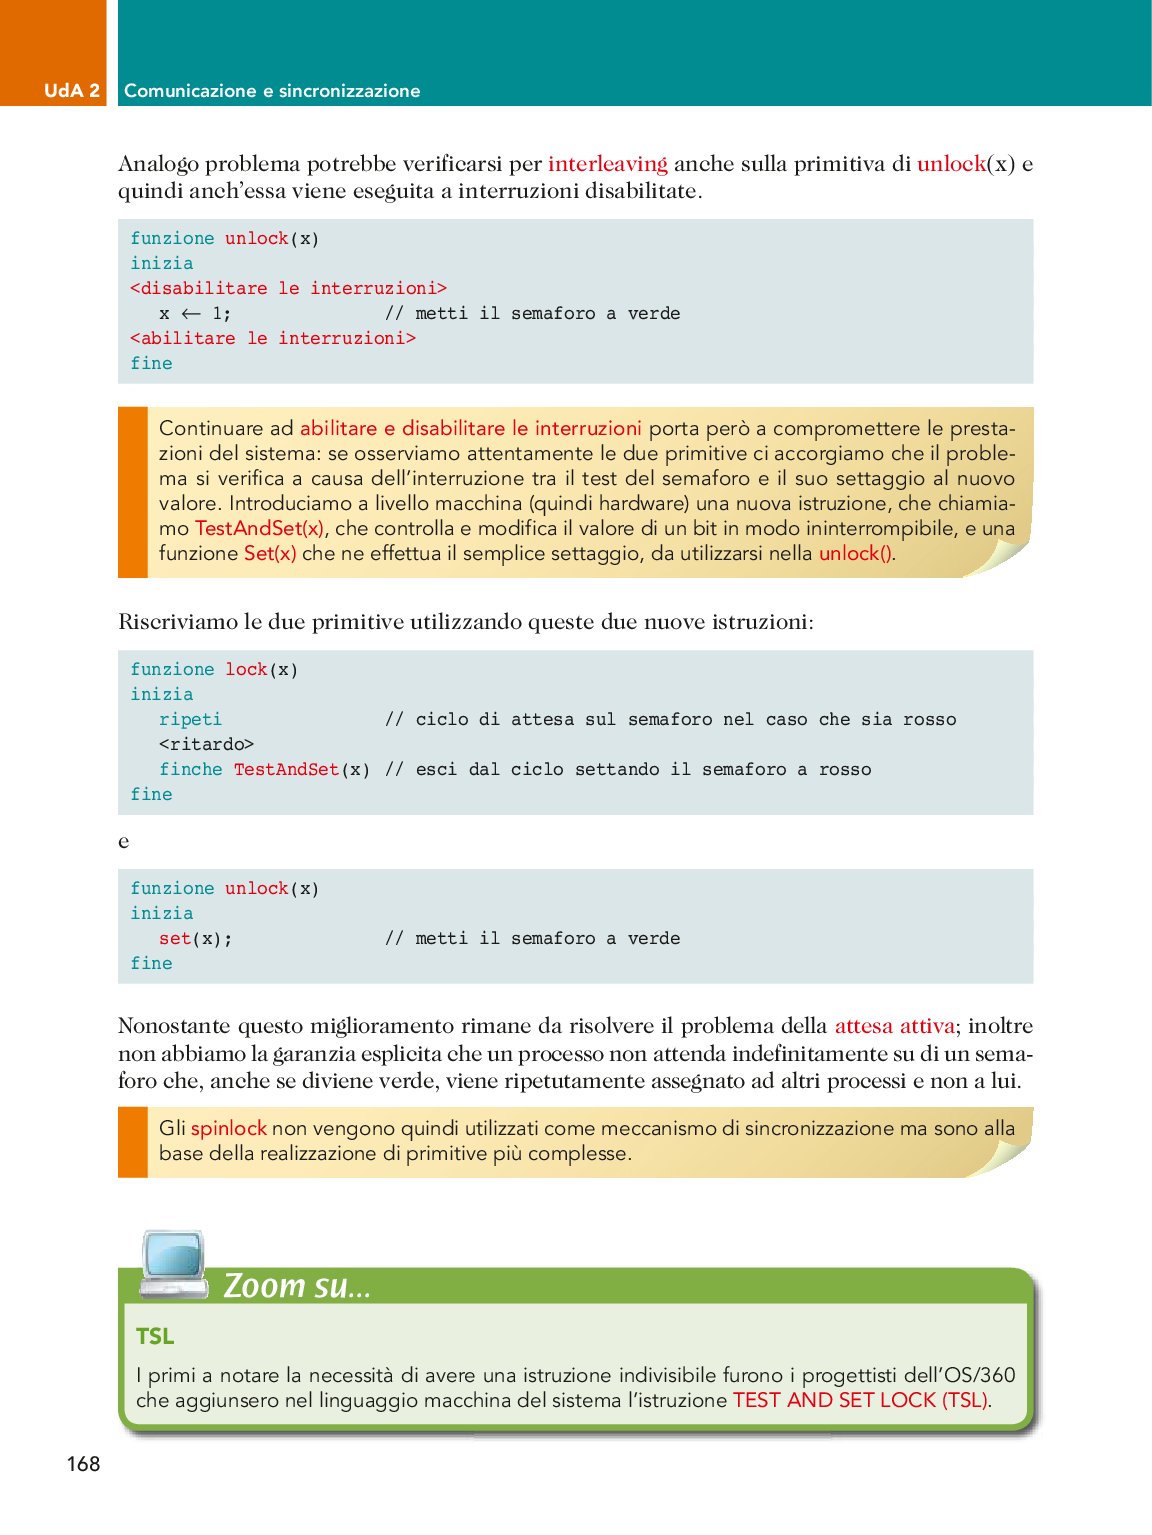 UdA 2 Comunicazione e sincronizzazione
Analogo problema potrebbe verificarsi per interleaving anche sulla primitiva di unlock(x) e
quindi anch'essa viene eseguita a interruzioni disabilitate.
funzione unlock(x)
inizia
<disabilitare le interruzioni>
x ← 1; // metti il semaforo a verde
<abilitare le interruzioni>
fine
Continuare ad abilitare e disabilitare le interruzioni porta però a compromettere le presta-
zioni del sistema: se osserviamo attentamente le due primitive ci accorgiamo che il proble-
ma si verifica a causa dell'interruzione tra il test del semaforo e il suo settaggio al nuovo
valore. Introduciamo a livello macchina (quindi hardware) una nuova istruzione, che chiamia-
mo TestAndSet(x), che controlla e modifica il valore di un bit in modo ininterrompibile, e una
funzione Set(x) che ne effettua il semplice settaggio, da utilizzarsi nella unlock().
Riscriviamo le due primitive utilizzando queste due nuove istruzioni:
funzione lock(x)
inizia
ripeti // ciclo di attesa sul semaforo nel caso che sia rosso
<ritardo>
finche TestAndSet(x) // esci dal ciclo settando il semaforo a rosso
fine
e
funzione unlock(x)
inizia
set(x); // metti il semaforo a verde
fine
Nonostante questo miglioramento rimane da risolvere il problema della attesa attiva; inoltre
non abbiamo la garanzia esplicita che un processo non attenda indefinitamente su di un sema-
foro che, anche se diviene verde, viene ripetutamente assegnato ad altri processi e non a lui.
Gli spinlock non vengono quindi utilizzati come meccanismo di sincronizzazione ma sono alla
base della realizzazione di primitive più complesse.
Zoom su...
TSL
I primi a notare la necessità di avere una istruzione indivisibile furono i progettisti dell'OS/360
che aggiunsero nel linguaggio macchina del sistema l'istruzione TEST AND SET LOCK (TSL).
168